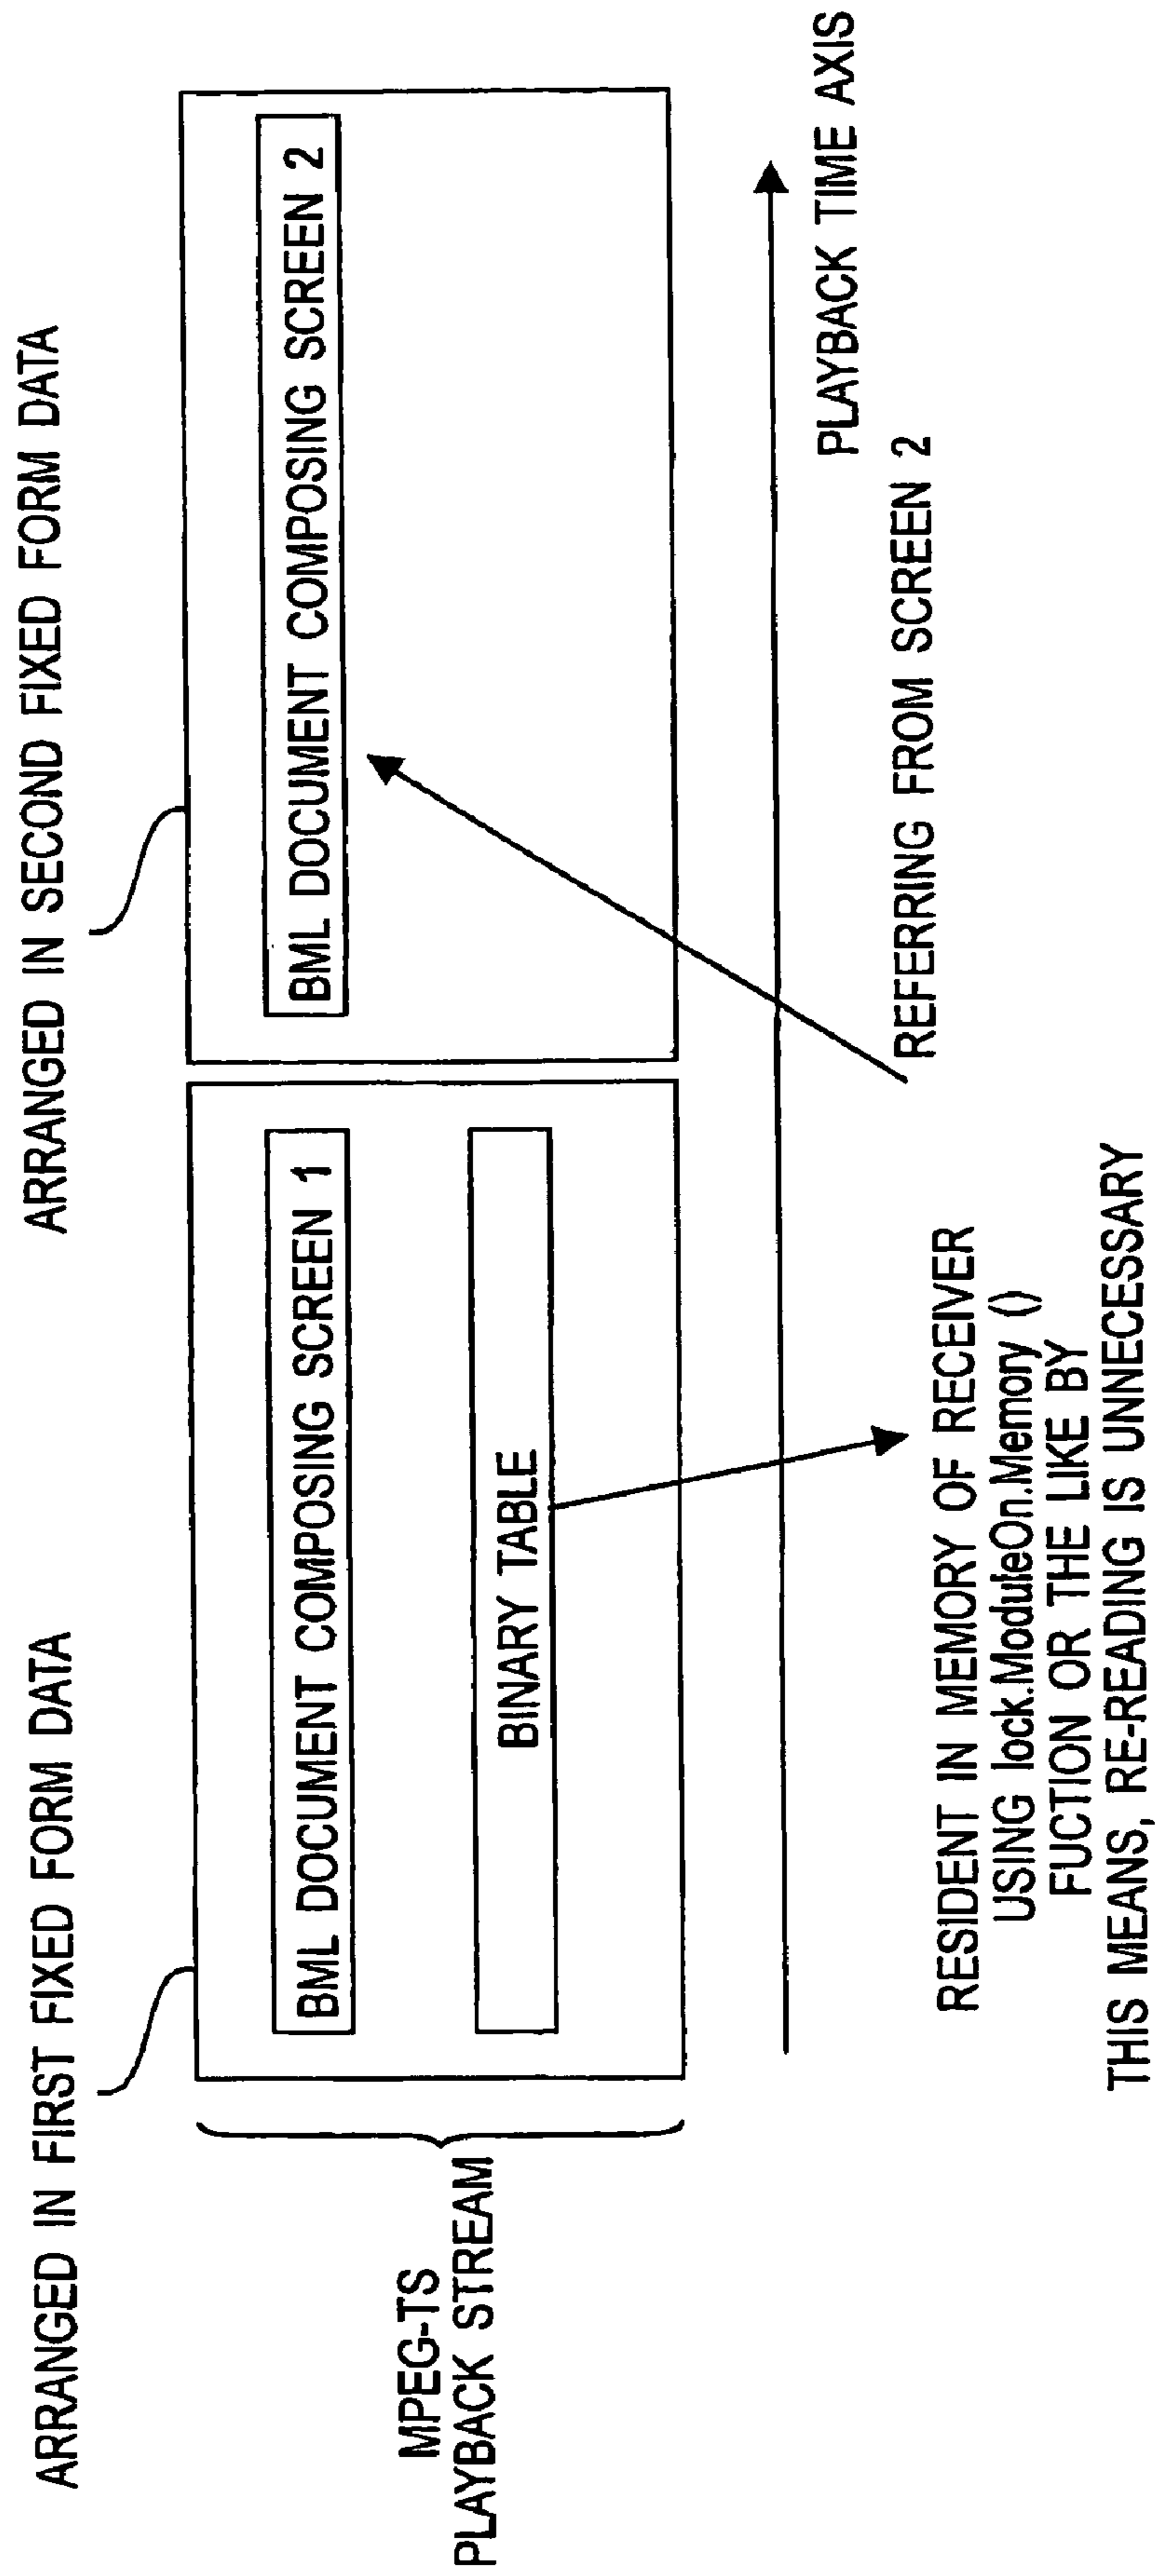 ARRANGED IN FIRST FIXED FORM DATA
ARRANGED IN SECOND FIXED FORM DATA
MPEG-TS
PLAYBACK STREAM
BML DOCUMENT COMPOSING SCREEN 1
BINARY TABLE
BML DOCUMENT COMPOSING SCREEN 2
PLAYBACK TIME AXIS
REFERRING FROM SCREEN 2
RESIDENT IN MEMORY OF RECEIVER
USING lock.ModuleOn.Memory ()
FUCTION OR THE LIKE BY
THIS MEANS, RE-READING IS UNNECESSARY